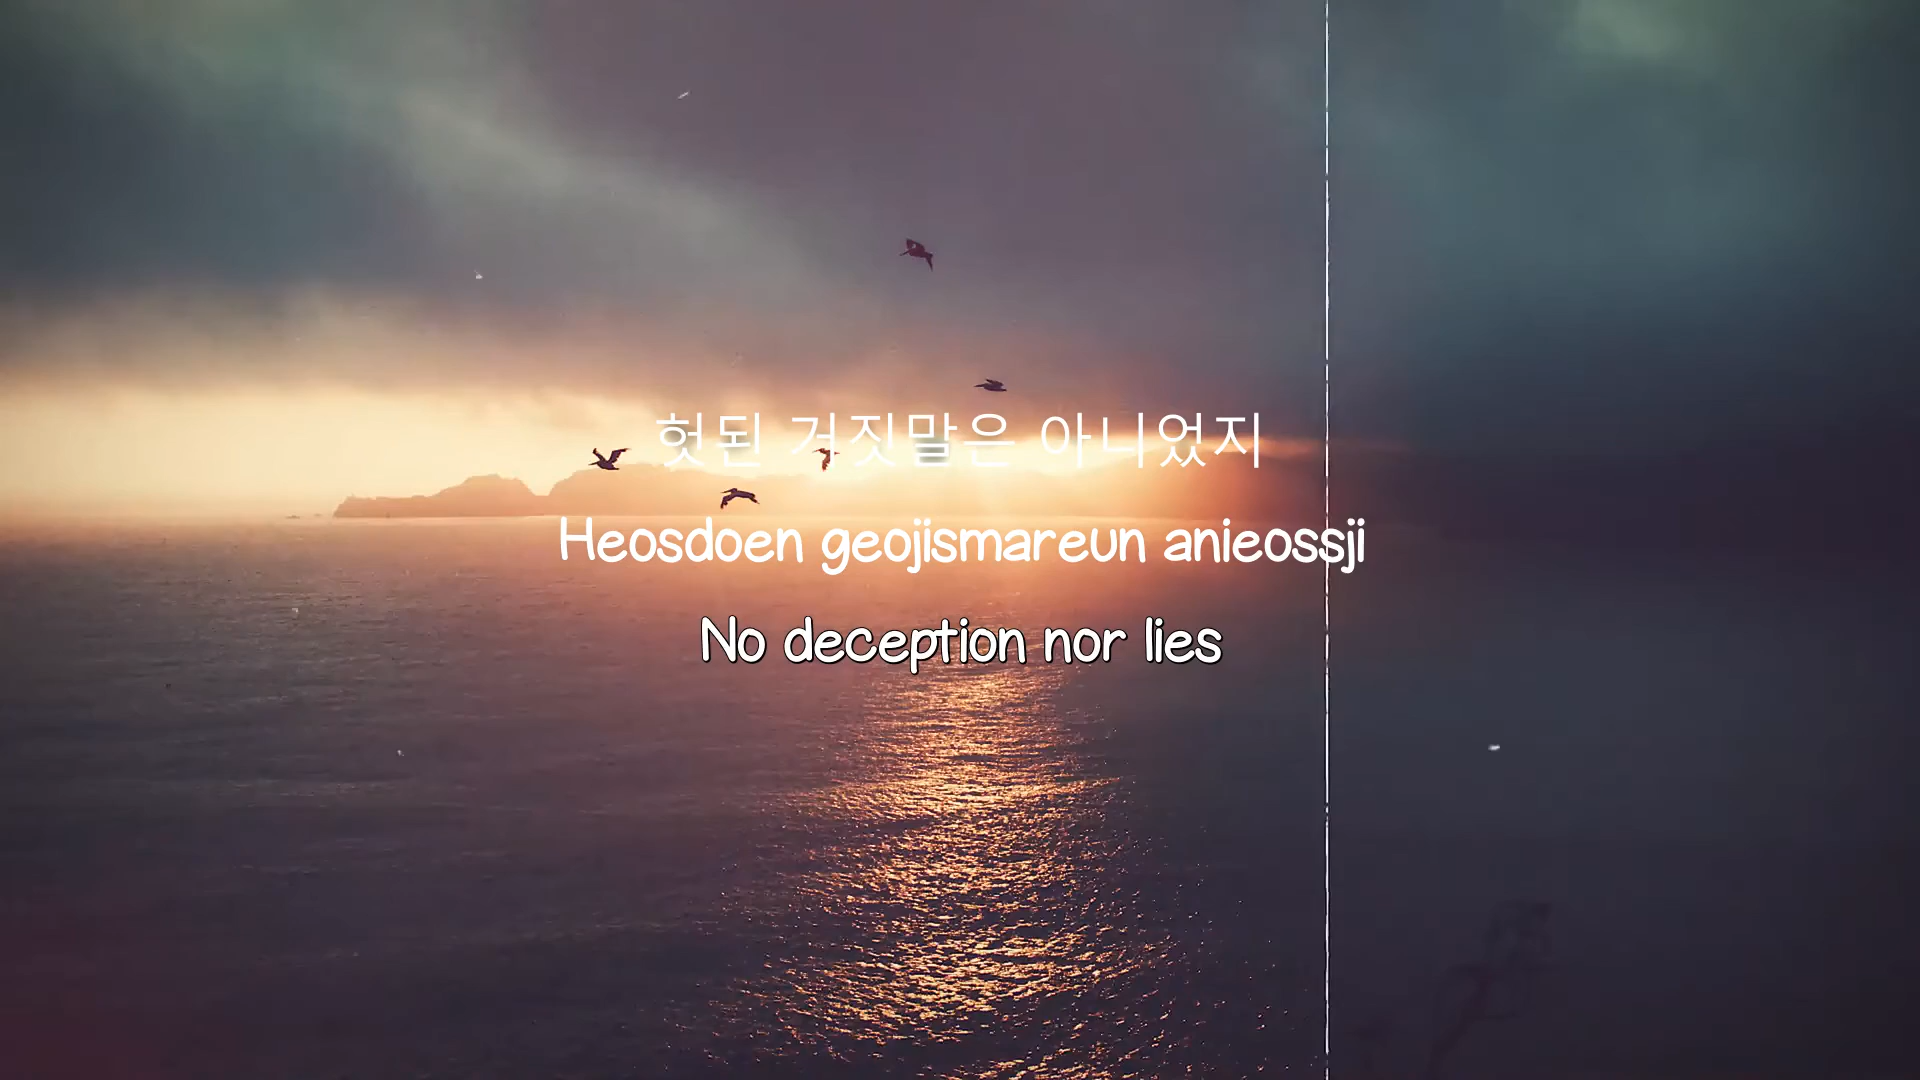 헛된 거짓말은 아니었지
Heosdoen geojismareun anieossji
No deception nor lies